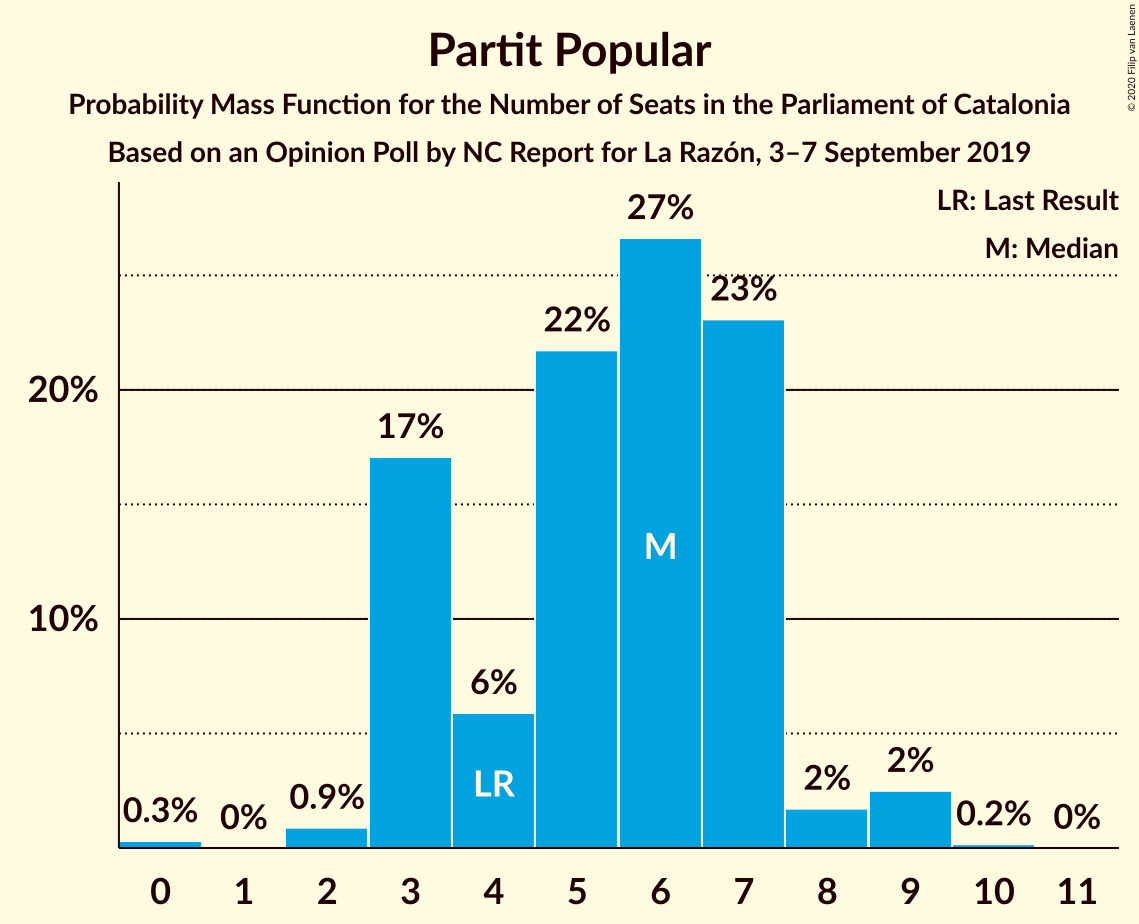 Partit Popular
Probability Mass Function for the Number of Seats in the Parliament of Catalonia
Based on an Opinion Poll by NC Report for La Razón, 3–7 September 2019
© 2020 Filip van Laenen
LR: Last Result
M: Median
27%
23%
22%
20%
17%
M
10%
6%
LR
2%
2%
0.9%
0.3%
0%
0.2%
0%
0 1 2 3 4 5 6 7 8 9 10 11